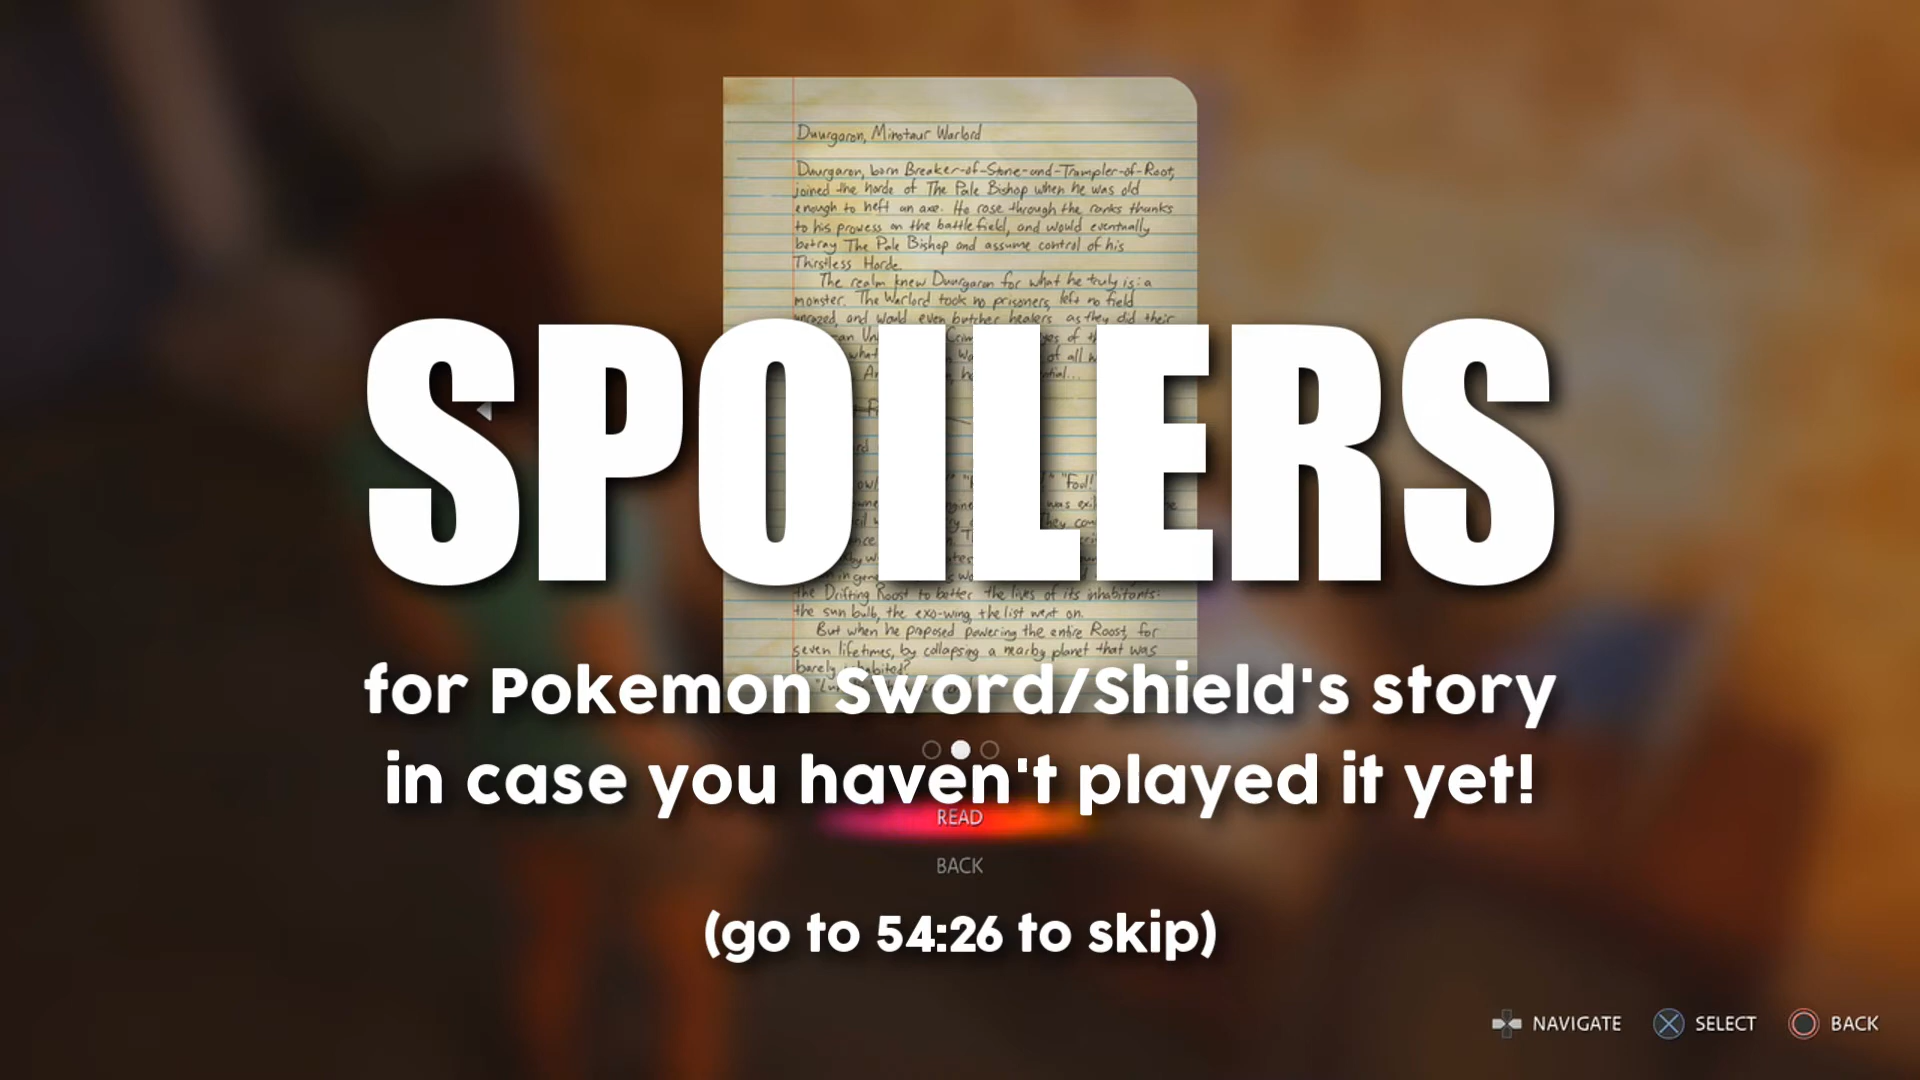 Duurgaron, Minotaur Warlord
Duurgaron, born Breaker-of-Stone-and-Trampler-of-Root,
joined the horde of The Pale Bishop when he was old
enough to heft an axe. He rose through the ranks thanks
to his prowess on the battlefield, and would eventually
betray The Pale Bishop and assume control of his
Thirstless Horde.
The realm knew Duurgaron for what he truly is: a
monster. The Warlord took no prisoners, left no field
unrazed, and would even butcher healers as they did their
SPOILERS
the Drifting Roost to better the lives of its inhabitants:
the sun bulb, the exo-wing, the list went on.
But when he proposed powering the entire Roost, for
seven lifetimes, by collapsing a nearby planet that was
barely inhabited?
for Pokemon Sword/Shield's story
in case you haven't played it yet!
READ
BACK
(go to 54:26 to skip)
NAVIGATE SELECT BACK